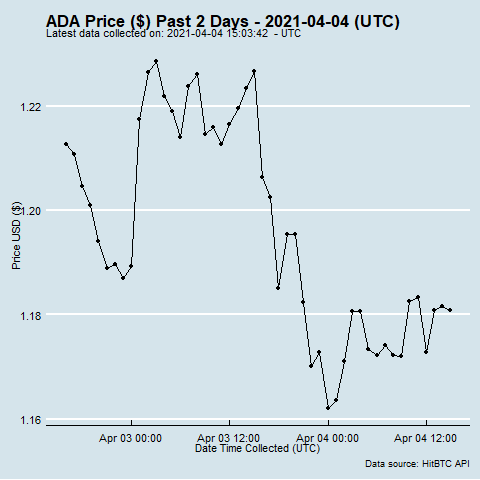 ADA Price ($) Past 2 Days - 2021-04-04 (UTC)
Latest data collected on: 2021-04-04 15:03:42 - UTC
1.22
1.20
1.18
1.16
Price USD ($)
Apr 03 00:00
Apr 03 12:00
Apr 04 00:00
Apr 04 12:00
Date Time Collected (UTC)
Data source: HitBTC API